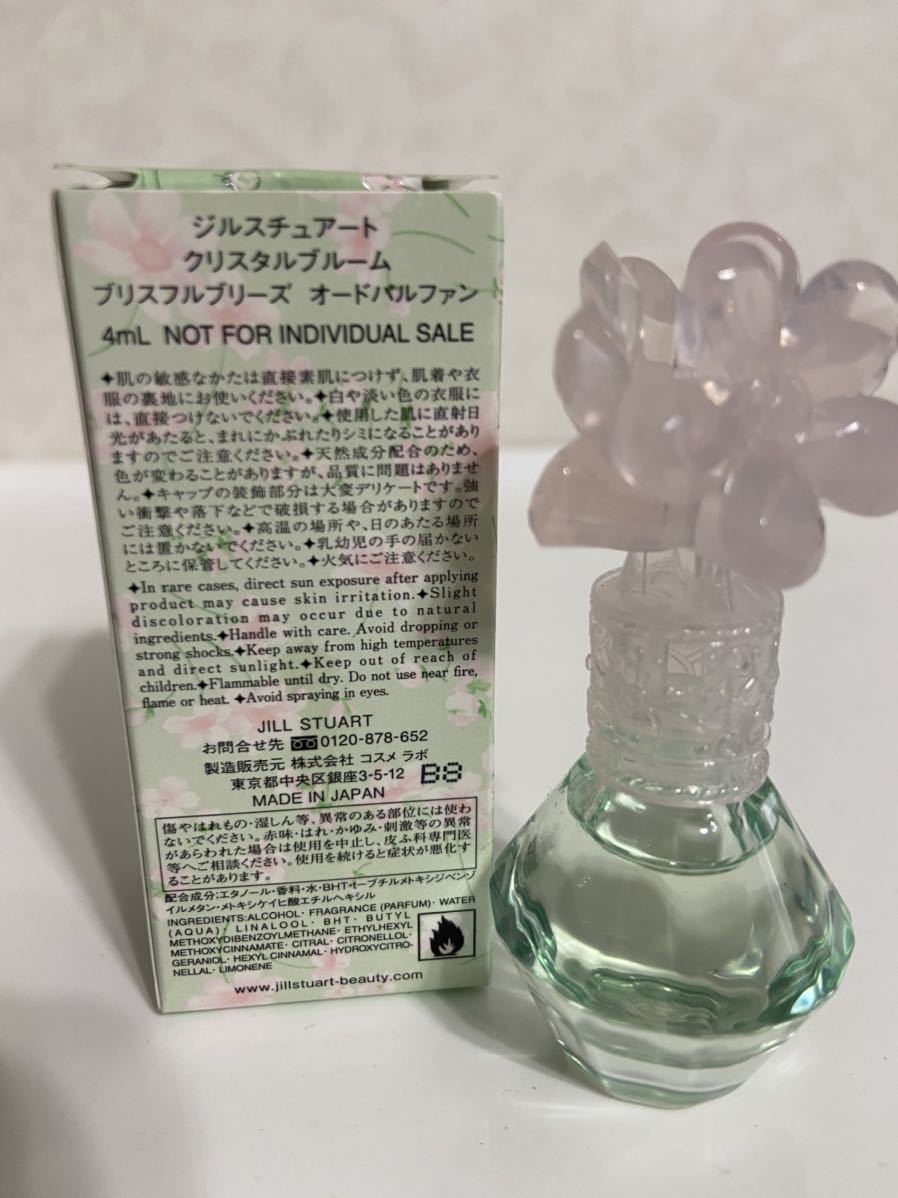 ジルスチュアート
クリスタルブルーム
ブリスフルブリーズ オードパルファン
4mL NOT FOR INDIVIDUAL SALE
✦肌の敏感なかたは直接素肌につけず、肌着や衣
服の裏地にお使いください。✦白や淡い色の衣服に
は、直接つけないでください。✦使用した肌に直射日
光があたると、まれにかぶれたりシミになることがあり
ますのでご注意ください。✦天然成分配合のため、
色が変わることがありますが、品質に問題はありませ
ん。✦キャップの装飾部分は大変デリケートです。強
い衝撃や落下などで破損する場合がありますので
ご注意ください。✦高温の場所や、日のあたる場所
には置かないでください。✦乳幼児の手の届かない
ところに保管してください。✦火気にご注意ください。
✦In rare cases, direct sun exposure after applying
product may cause skin irritation.✦Slight
discoloration may occur due to natural
ingredients.✦Handle with care. Avoid dropping or
strong shocks.✦Keep away from high temperatures
and direct sunlight.✦Keep out of reach of
children.✦Flammable until dry. Do not use near fire,
flame or heat. ✦Avoid spraying in eyes.
JILL STUART
お問合せ先 0120-878-652
製造販売元 株式会社 コスメ ラボ
東京都中央区銀座3-5-12 B8
MADE IN JAPAN
傷やはれもの・湿しん等、異常のある部位には使わ
ないでください。赤味・はれ・かゆみ・刺激等の異常
があらわれた場合は使用を中止し、皮ふ科専門医
等へご相談ください。使用を続けると症状が悪化す
ることがあります。
配合成分:エタノール・香料・水・BHT・t-ブチルメトキシジベンゾ
イルメタン・メトキシケイヒ酸エチルヘキシル
INGREDIENTS:ALCOHOL・FRAGRANCE (PARFUM)・WATER
(AQUA)・LINALOOL・BHT・BUTYL
METHOXYDIBENZOYLMETHANE・ETHYLHEXYL
METHOXYCINNAMATE・CITRAL・CITRONELLOL・
GERANIOL・HEXYL CINNAMAL・HYDROXYCITRO-
NELLAL・LIMONENE
www.jillstuart-beauty.com